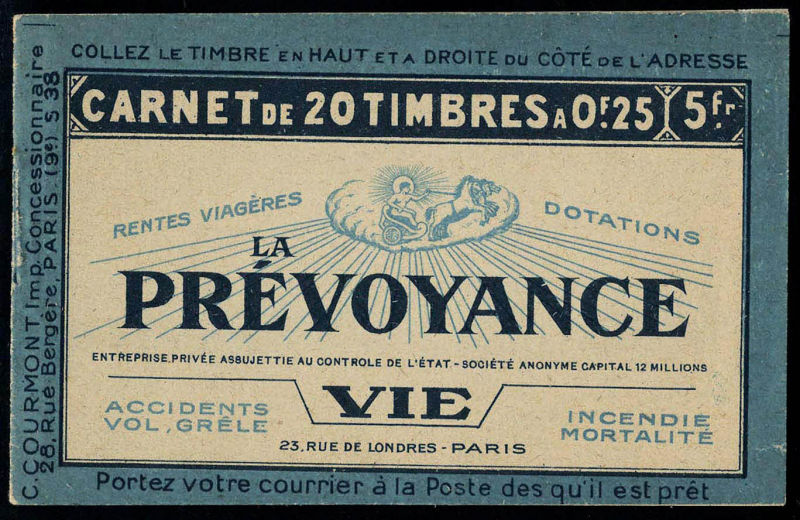 COLLEZ LE TIMBRE EN HAUT ET A DROITE DU CÔTÉ DE L'ADRESSE
CARNET DE 20 TIMBRES A 0F.25 5fr.
RENTES VIAGÈRES
DOTATIONS
LA
PRÉVOYANCE
ENTREPRISE PRIVÉE ASSUJETTIE AU CONTROLE DE L'ÉTAT - SOCIÉTÉ ANONYME CAPITAL 12 MILLIONS
VIE
ACCIDENTS
VOL, GRÊLE
INCENDIE
MORTALITÉ
23, RUE DE LONDRES - PARIS
Portez votre courrier à la Poste des qu'il est prêt
C. COURMONT Imp. Concessionnaire
28, Rue Bergère, PARIS (9e) S 38